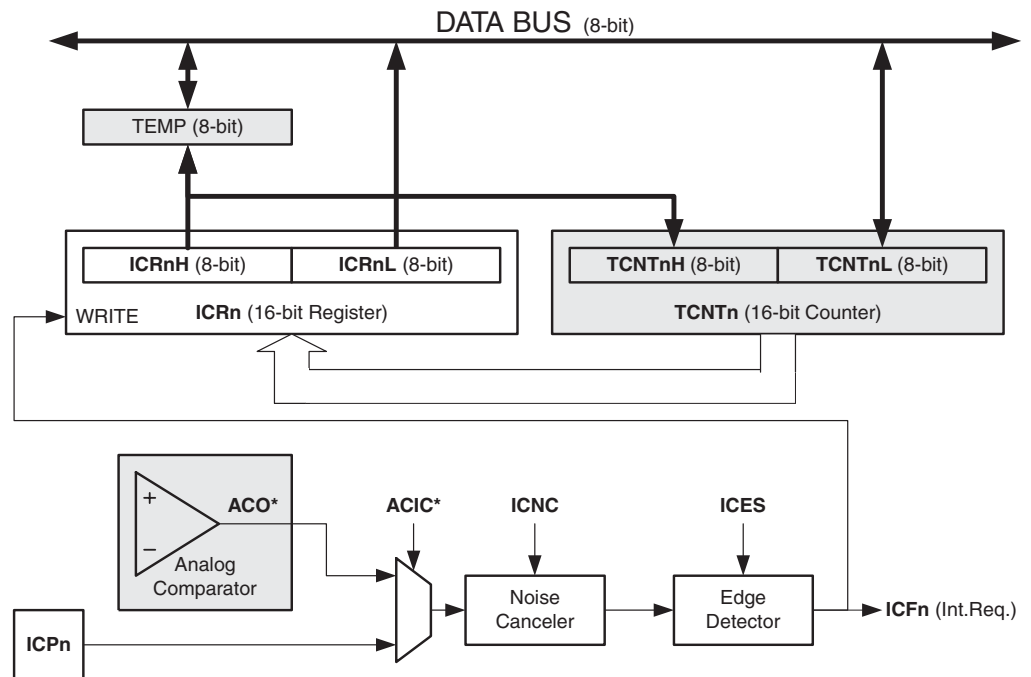 DATA BUS (8-bit)
TEMP (8-bit)
ICRnH (8-bit)
ICRnL (8-bit)
TCNTnH (8-bit)
TCNTnL (8-bit)
WRITE
ICRn (16-bit Register)
TCNTn (16-bit Counter)
+
−
ACO*
Analog
Comparator
ACIC*
ICNC
ICES
Noise
Canceler
Edge
Detector
ICFn (Int.Req.)
ICPn